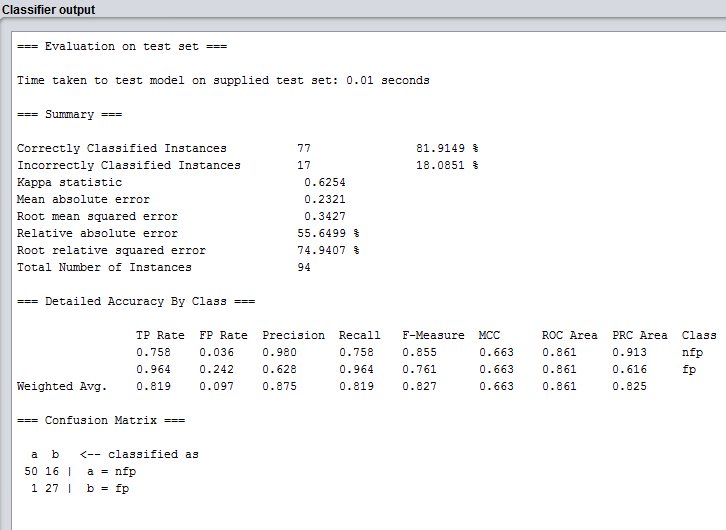 Classifier output
=== Evaluation on test set ===
Time taken to test model on supplied test set: 0.01 seconds
=== Summary ===
Correctly Classified Instances 77 81.9149 %
Incorrectly Classified Instances 17 18.0851 %
Kappa statistic 0.6254
Mean absolute error 0.2321
Root mean squared error 0.3427
Relative absolute error 55.6499 %
Root relative squared error 74.9407 %
Total Number of Instances 94
=== Detailed Accuracy By Class ===
TP Rate FP Rate Precision Recall F-Measure MCC ROC Area PRC Area Class
0.758 0.036 0.980 0.758 0.855 0.663 0.861 0.913 nfp
0.964 0.242 0.628 0.964 0.761 0.663 0.861 0.616 fp
Weighted Avg. 0.819 0.097 0.875 0.819 0.827 0.663 0.861 0.825
=== Confusion Matrix ===
a b <-- classified as
50 16 | a = nfp
1 27 | b = fp